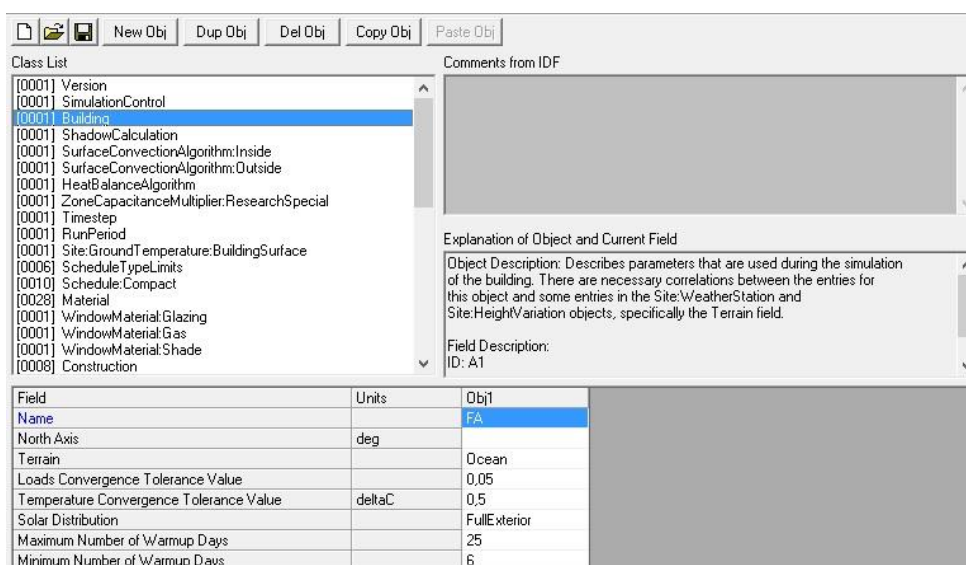 New Obj Dup Obj Del Obj Copy Obj Paste Obj
Class List
[0001] Version
[0001] SimulationControl
[0001] Building
[0001] ShadowCalculation
[0001] SurfaceConvectionAlgorithm:Inside
[0001] SurfaceConvectionAlgorithm:Outside
[0001] HeatBalanceAlgorithm
[0001] ZoneCapacitanceMultiplier:ResearchSpecial
[0001] Timestep
[0001] RunPeriod
[0001] Site:GroundTemperature:BuildingSurface
[0006] ScheduleTypeLimits
[0010] Schedule:Compact
[0028] Material
[0001] WindowMaterial:Glazing
[0001] WindowMaterial:Gas
[0001] WindowMaterial:Shade
[0008] Construction
Comments from IDF
Explanation of Object and Current Field
Object Description: Describes parameters that are used during the simulation
of the building. There are necessary correlations between the entries for
this object and some entries in the Site:WeatherStation and
Site:HeightVariation objects, specifically the Terrain field.
Field Description:
ID: A1
Field Units Obj1
Name FA
North Axis deg
Terrain Ocean
Loads Convergence Tolerance Value 0,05
Temperature Convergence Tolerance Value deltaC 0,5
Solar Distribution FullExterior
Maximum Number of Warmup Days 25
Minimum Number of Warmup Days 6